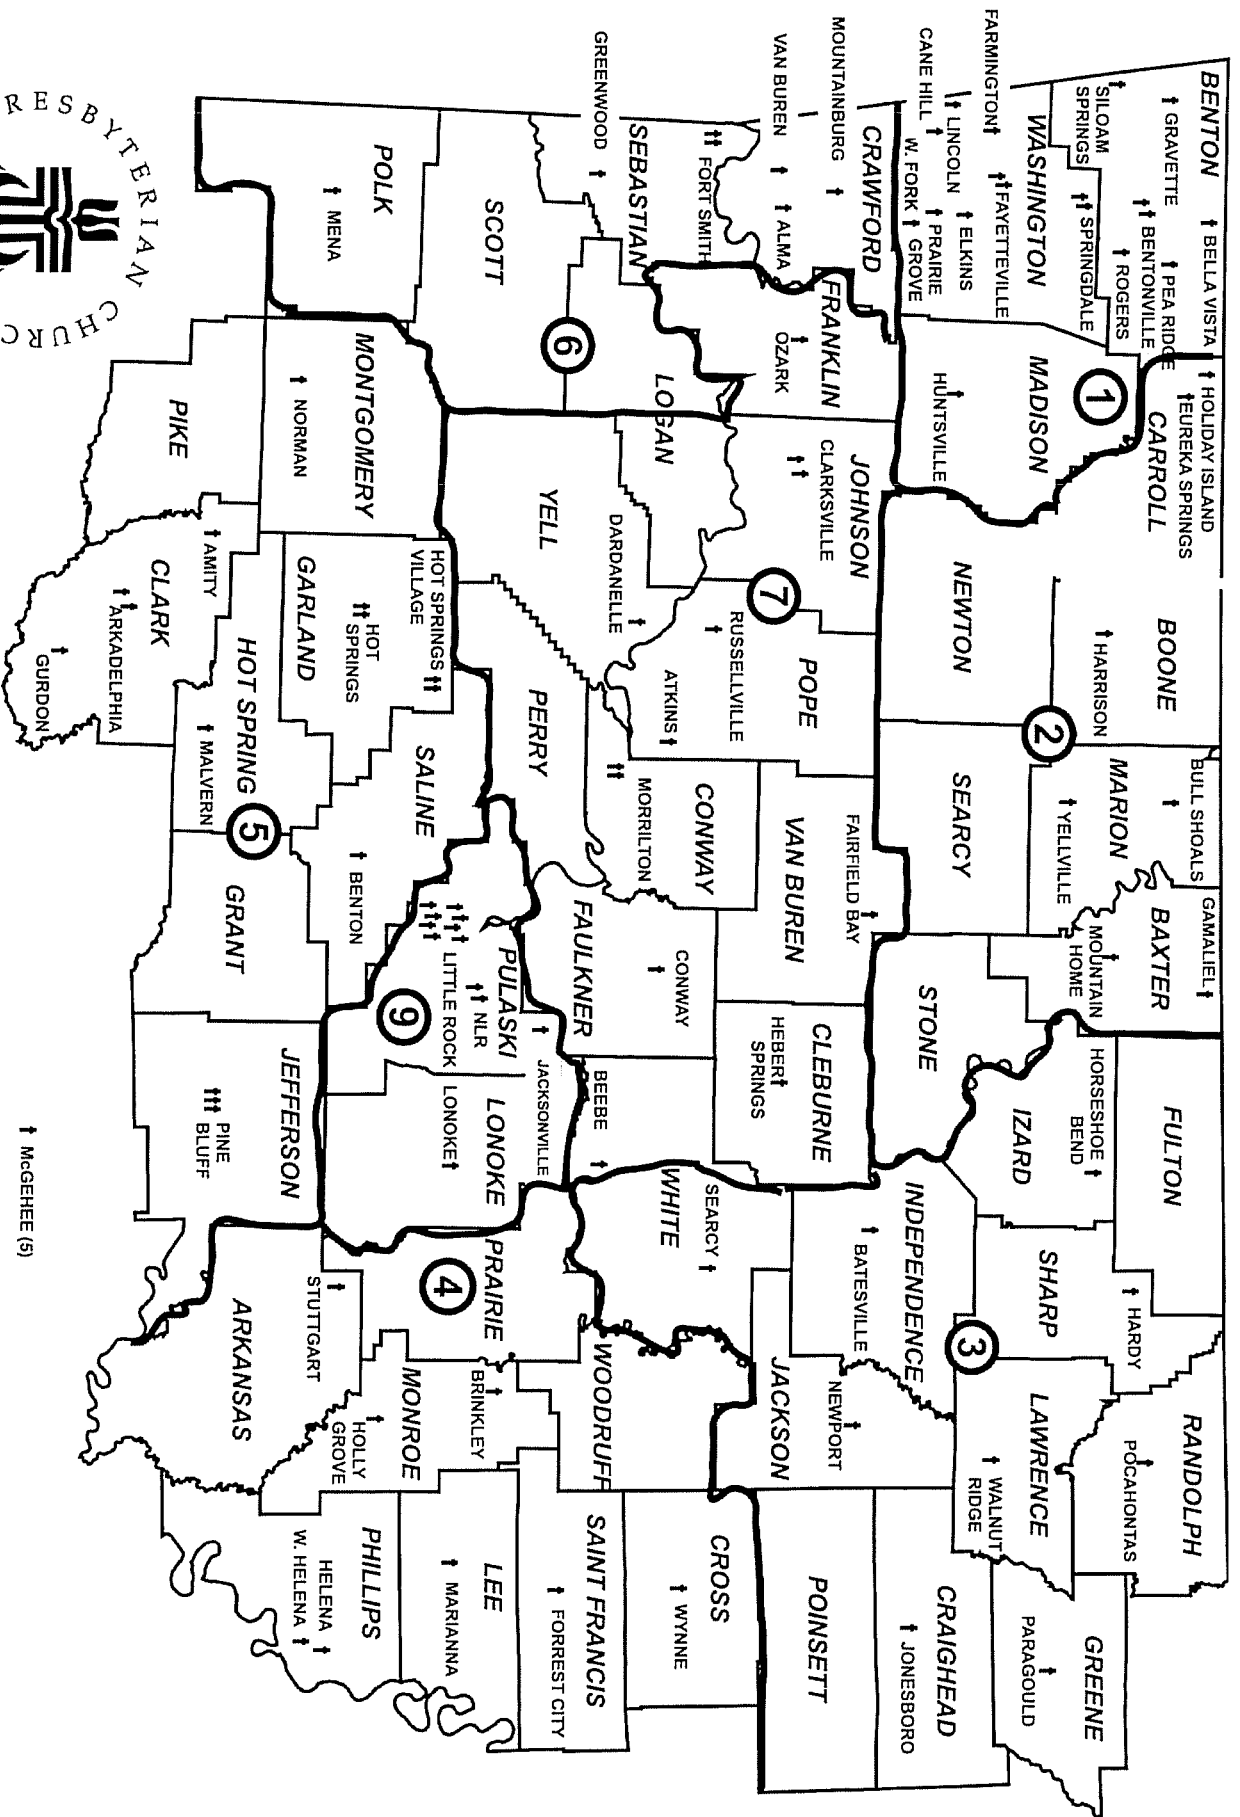 BENTON
GRAVETTE
BELLA VISTA
SILOAM
SPRINGS
PEA RIDGE
BENTONVILLE
ROGERS
SPRINGDALE
HOLIDAY ISLAND
EUREKA SPRINGS
CARROLL
1
BOONE
HARRISON
BULL SHOALS
MARION
YELLVILLE
GAMALIEL
BAXTER
MOUNTAIN
HOME
2
FULTON
HORSESHOE
BEND
IZARD
HARDY
SHARP
RANDOLPH
POCAHONTAS
LAWRENCE
WALNUT
RIDGE
GREENE
PARAGOULD
3
FARMINGTON
WASHINGTON
FAYETTEVILLE
LINCOLN
ELKINS
CANE HILL
PRAIRIE
GROVE
W. FORK
MADISON
HUNTSVILLE
NEWTON
SEARCY
STONE
INDEPENDENCE
BATESVILLE
CRAIGHEAD
JONESBORO
MOUNTAINBURG
CRAWFORD
VAN BUREN
ALMA
FRANKLIN
OZARK
JOHNSON
CLARKSVILLE
7
POPE
RUSSELLVILLE
ATKINS
FAIRFIELD BAY
VAN BUREN
CLEBURNE
HEBER
SPRINGS
NEWPORT
JACKSON
POINSETT
FORT SMITH
SEBASTIAN
GREENWOOD
LOGAN
6
DARDANELLE
CONWAY
MORRILTON
CONWAY
FAULKNER
SEARCY
WHITE
BEEBE
WOODRUFF
CROSS
WYNNE
SCOTT
YELL
PERRY
JACKSONVILLE
PULASKI
NLR
LITTLE ROCK
9
LONOKE
LONOKE
PRAIRIE
4
BRINKLEY
MONROE
HOLLY
GROVE
SAINT FRANCIS
FORREST CITY
LEE
MARIANNA
POLK
MENA
MONTGOMERY
NORMAN
HOT SPRINGS
VILLAGE
HOT
SPRINGS
GARLAND
SALINE
BENTON
HOT SPRING
MALVERN
5
GRANT
JEFFERSON
PINE
BLUFF
STUTTGART
ARKANSAS
PHILLIPS
HELENA
W. HELENA
PIKE
AMITY
CLARK
ARKADELPHIA
GURDON
McGEHEE (5)
RESBYTERIAN CHURC